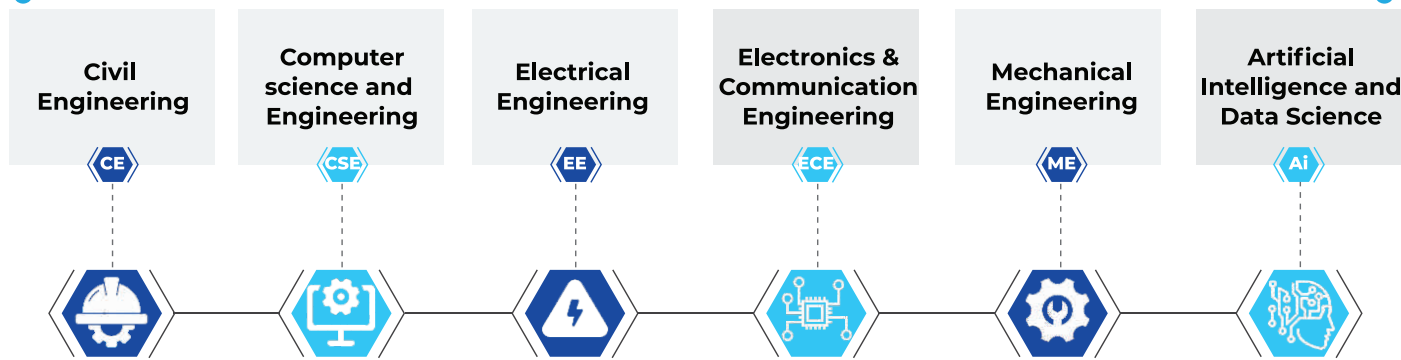 Civil
Engineering
Computer
science and
Engineering
Electrical
Engineering
Electronics &
Communication
Engineering
Mechanical
Engineering
Artificial
Intelligence and
Data Science
CE
CSE
EE
ECE
ME
Ai